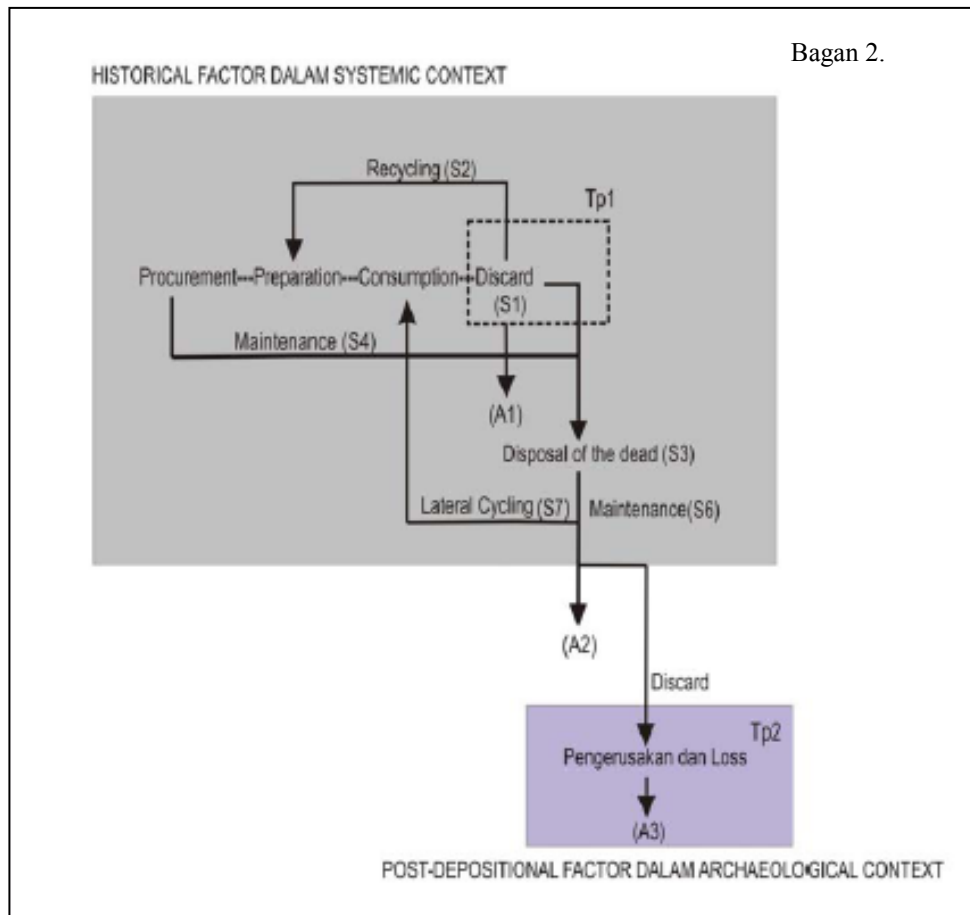 Bagan 2.
HISTORICAL FACTOR DALAM SYSTEMIC CONTEXT
Recycling (S2)
Tp1
Procurement---Preparation---Consumption---Discard
(S1)
Maintenance (S4)
(A1)
Disposal of the dead (S3)
Lateral Cycling (S7) Maintenance(S6)
(A2)
Discard
Tp2
Pengerusakan dan Loss
(A3)
POST-DEPOSITIONAL FACTOR DALAM ARCHAEOLOGICAL CONTEXT